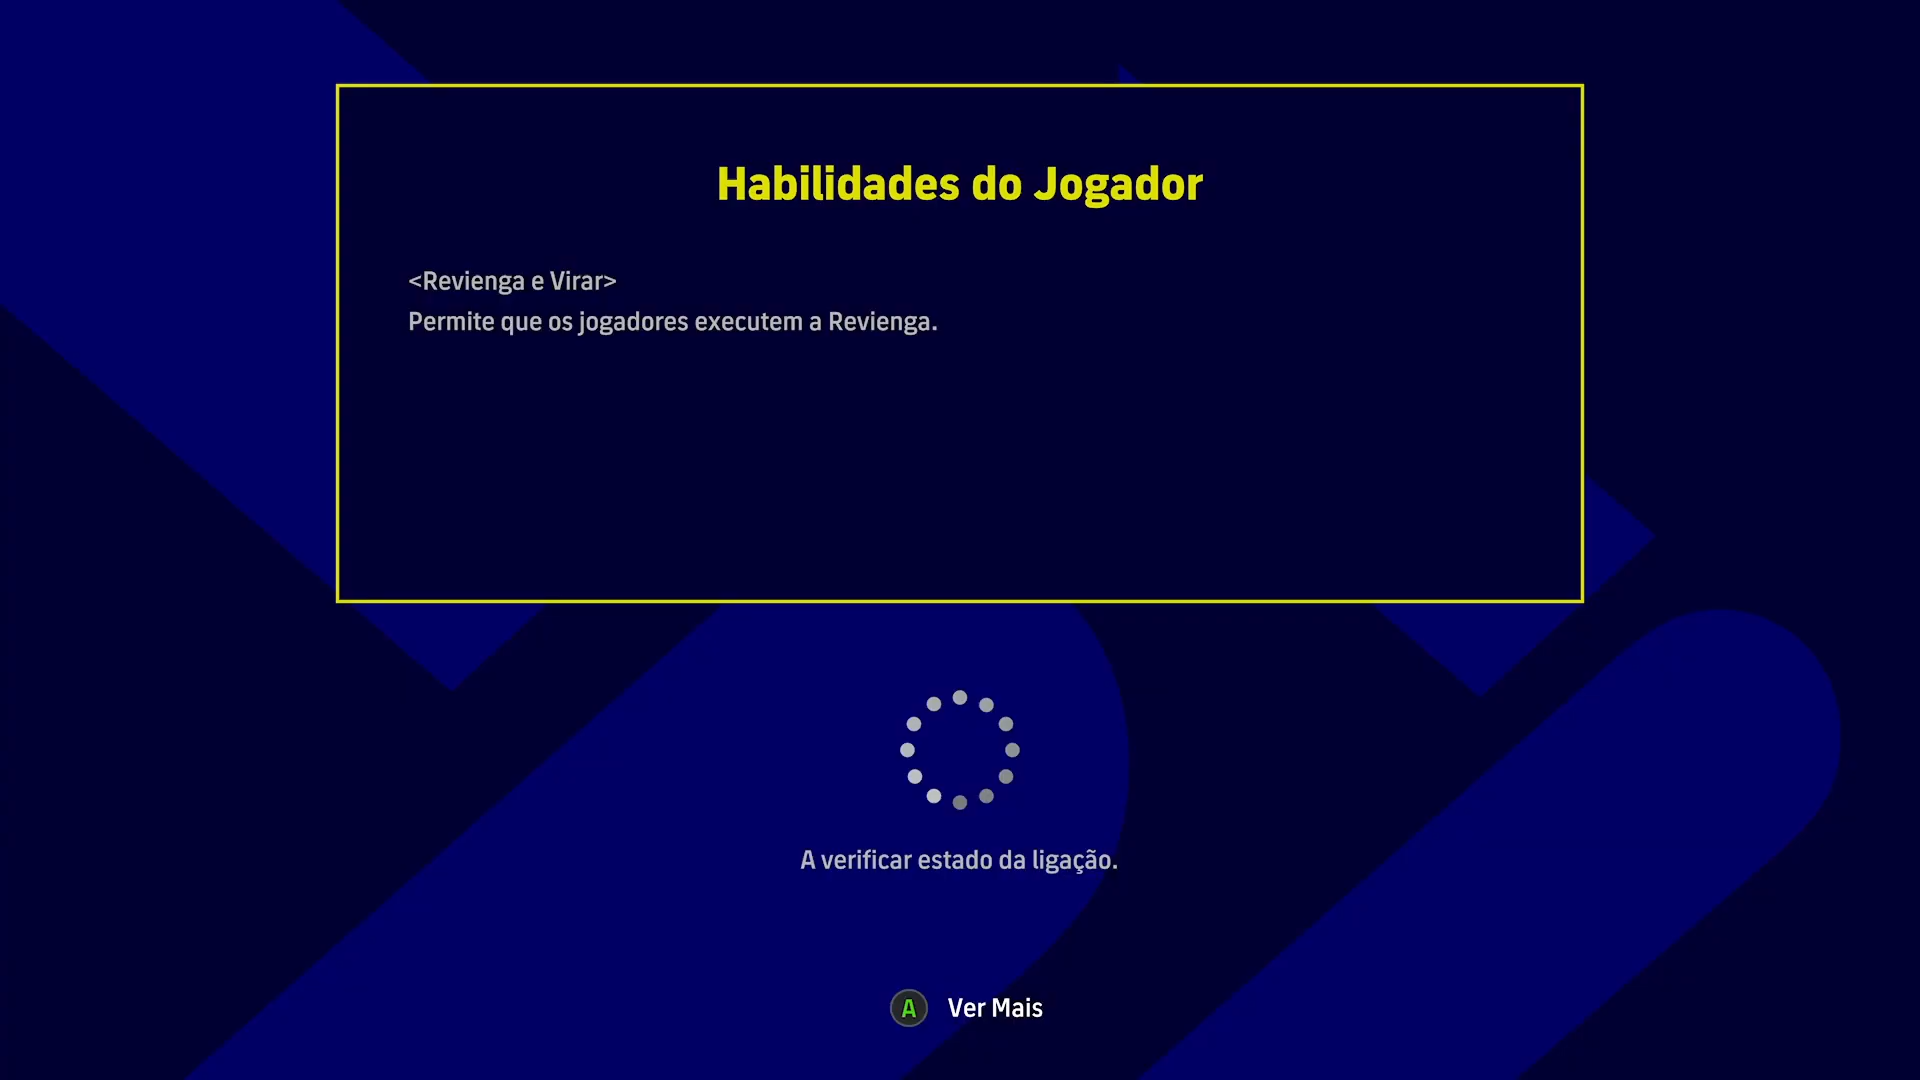 Habilidades do Jogador
<Revienga e Virar>
Permite que os jogadores executem a Revienga.
A verificar estado da ligação.
A Ver Mais